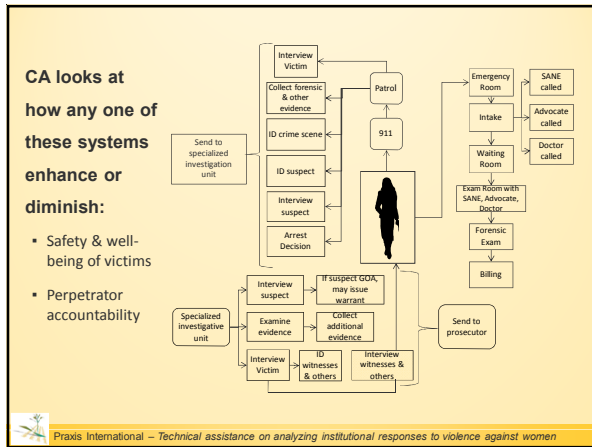 CA looks at
how any one of
these systems
enhance or
diminish:
▪ Safety & well-
being of victims
▪ Perpetrator
accountability
Send to
specialized
investigation
unit
Interview
Victim
Collect forensic
& other
evidence
ID crime scene
ID suspect
Interview
suspect
Arrest
Decision
Patrol
911
Emergency
Room
Intake
Waiting
Room
Exam Room with
SANE, Advocate,
Doctor
Forensic
Exam
Billing
SANE
called
Advocate
called
Doctor
called
Specialized
investigative
unit
Interview
suspect
If suspect GOA,
may issue
warrant
Examine
evidence
Collect
additional
evidence
Interview
Victim
ID
witnesses
& others
Interview
witnesses &
others
Send to
prosecutor
Praxis International – Technical assistance on analyzing institutional responses to violence against women